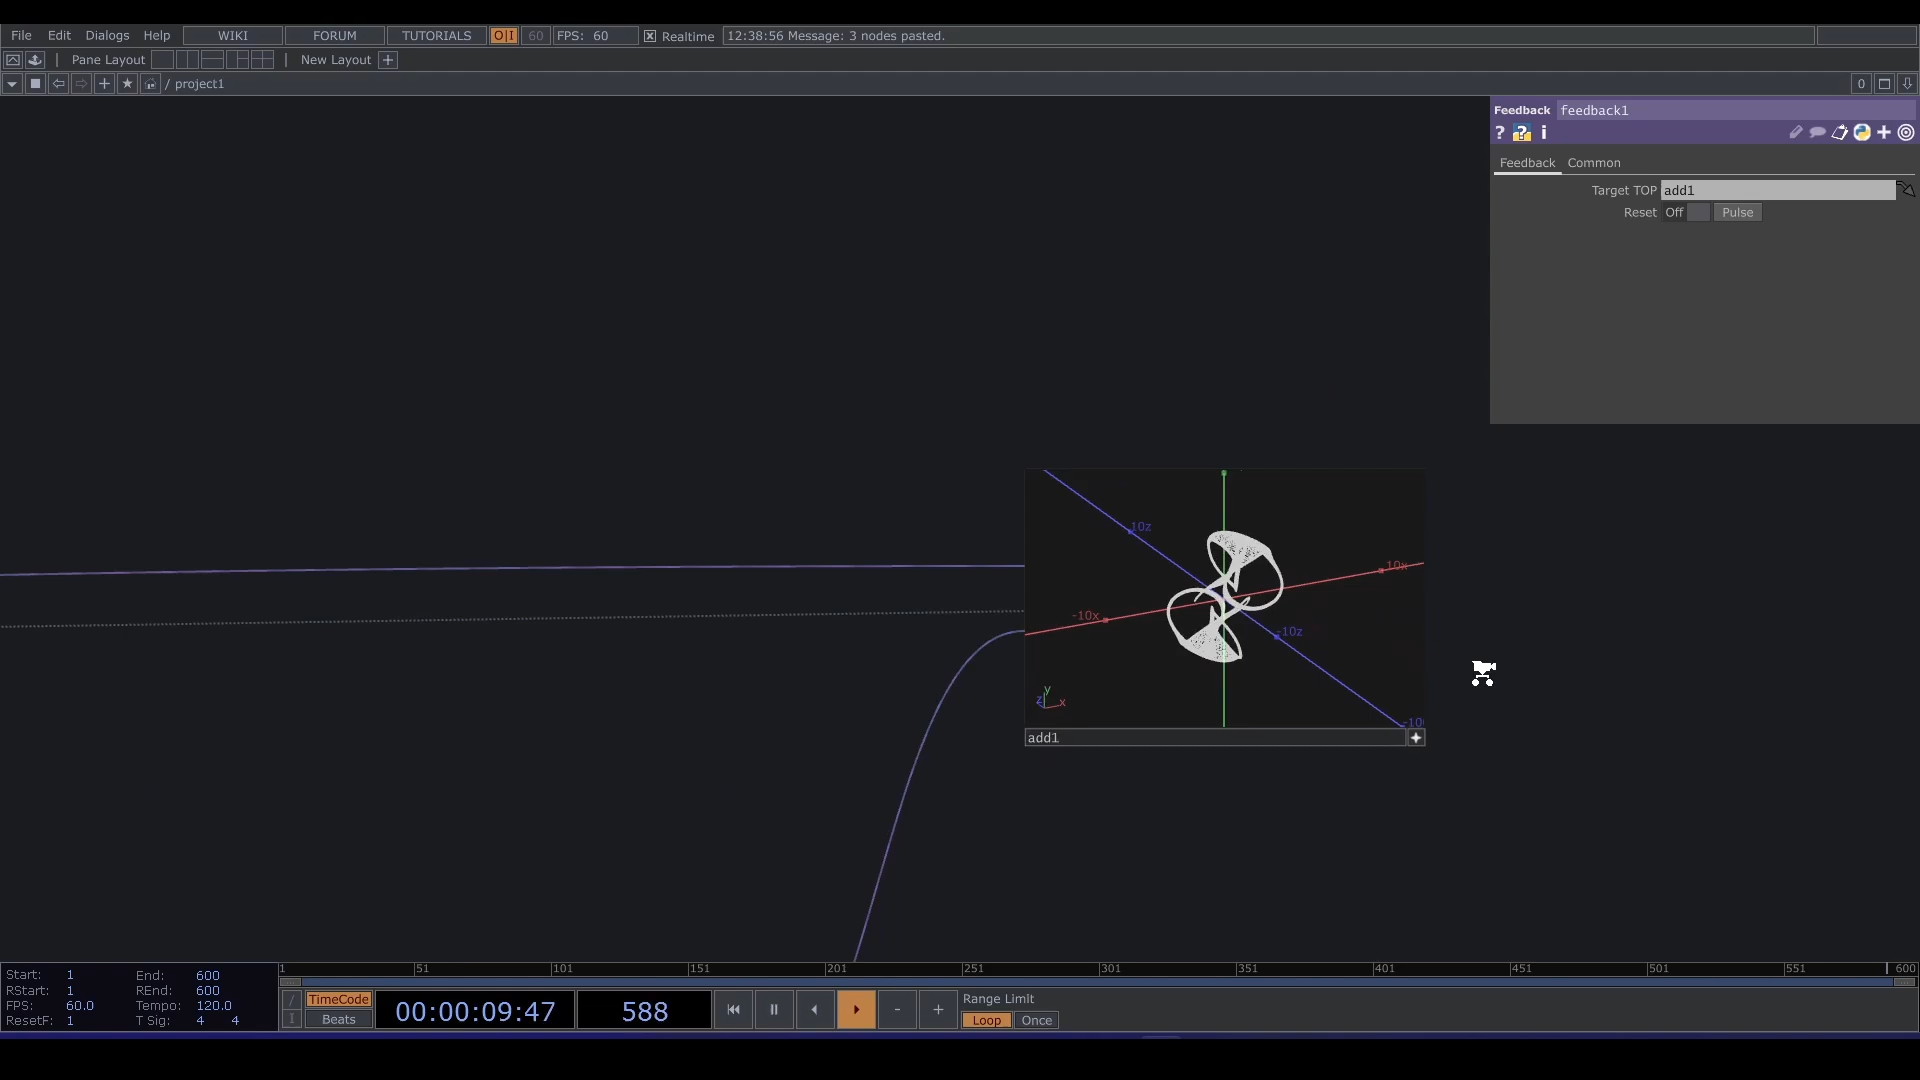 File Edit Dialogs Help WIKI FORUM TUTORIALS O|I 60 FPS: 60 Realtime 12:38:56 Message: 3 nodes pasted.
Pane Layout New Layout +
/ project1 0
Feedback feedback1
? ? i
Feedback Common
Target TOP add1
Reset Off Pulse
10z
10x
-10x
-10z
y
z x
-10
add1
1 51 101 151 201 251 301 351 401 451 501 551 600
Start: 1 End: 600
RStart: 1 REnd: 600
FPS: 60.0 Tempo: 120.0
ResetF: 1 T Sig: 4 4
/ TimeCode
I Beats
00:00:09:47 588
- +
Range Limit
Loop Once